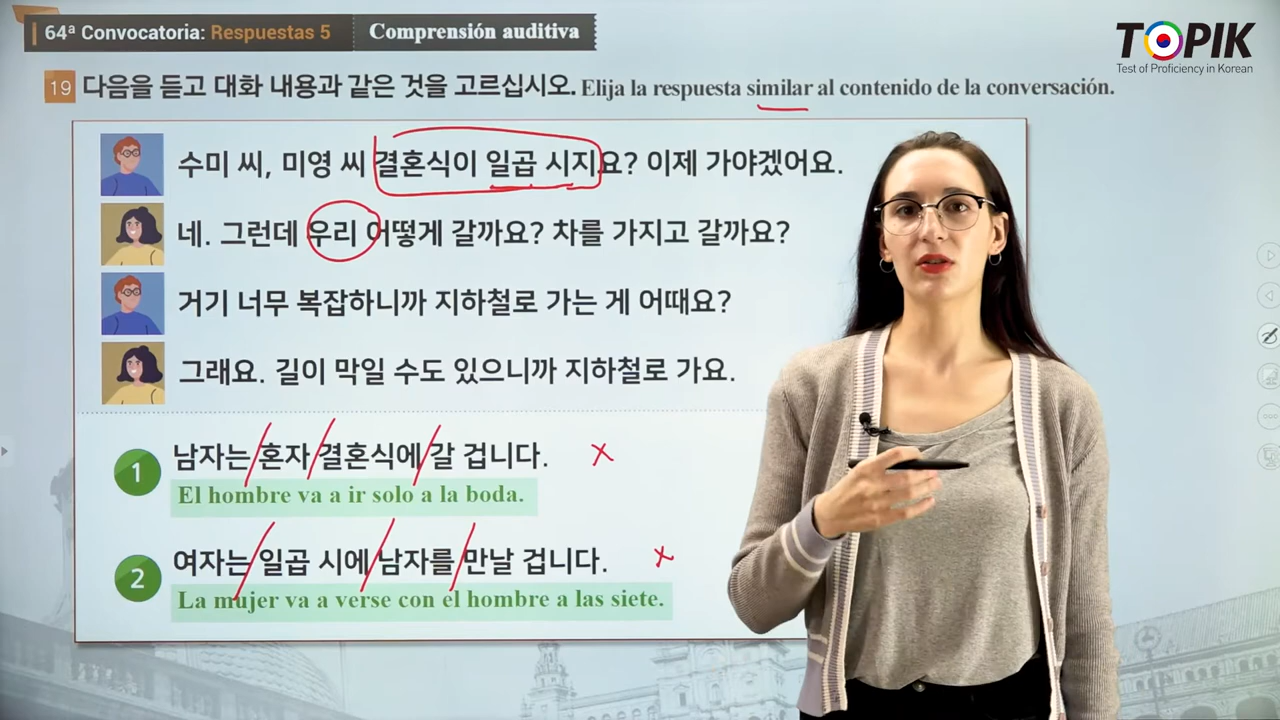 64ª Convocatoria: Respuestas 5 Comprensión auditiva
TOPIK
Test of Proficiency in Korean
19 다음을 듣고 대화 내용과 같은 것을 고르십시오. Elija la respuesta similar al contenido de la conversación.
수미 씨, 미영 씨 결혼식이 일곱 시지요? 이제 가야겠어요.
네. 그런데 우리 어떻게 갈까요? 차를 가지고 갈까요?
거기 너무 복잡하니까 지하철로 가는 게 어때요?
그래요. 길이 막일 수도 있으니까 지하철로 가요.
1 남자는 혼자 결혼식에 갈 겁니다. x
El hombre va a ir solo a la boda.
2 여자는 일곱 시에 남자를 만날 겁니다. x
La mujer va a verse con el hombre a las siete.